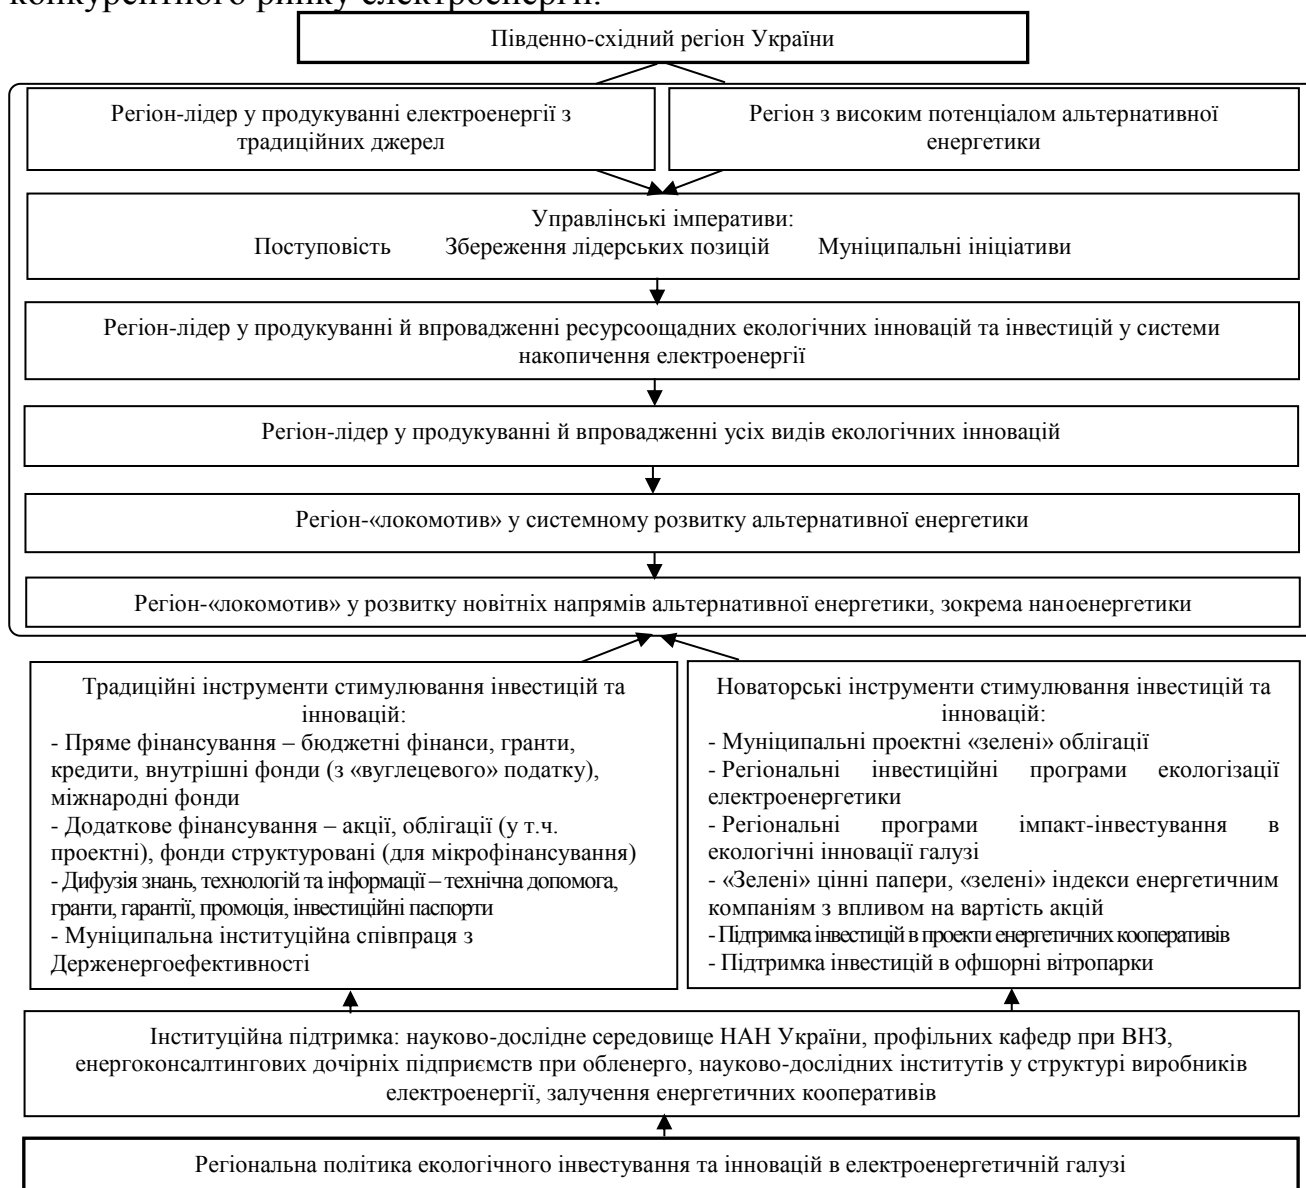 конкурентного ринку електроенергії.
Південно-східний регіон України
Регіон-лідер у продукуванні електроенергії з
традиційних джерел
Регіон з високим потенціалом альтернативної
енергетики
Управлінські імперативи:
Поступовість Збереження лідерських позицій Муніципальні ініціативи
Регіон-лідер у продукуванні й впровадженні ресурсоощадних екологічних інновацій та інвестицій у системи
накопичення електроенергії
Регіон-лідер у продукуванні й впровадженні усіх видів екологічних інновацій
Регіон-«локомотив» у системному розвитку альтернативної енергетики
Регіон-«локомотив» у розвитку новітніх напрямів альтернативної енергетики, зокрема наноенергетики
Традиційні інструменти стимулювання інвестицій та
інновацій:
- Пряме фінансування – бюджетні фінанси, гранти,
кредити, внутрішні фонди (з «вуглецевого» податку),
міжнародні фонди
- Додаткове фінансування – акції, облігації (у т.ч.
проектні), фонди структуровані (для мікрофінансування)
- Дифузія знань, технологій та інформації – технічна допомога,
гранти, гарантії, промоція, інвестиційні паспорти
- Муніципальна інституційна співпраця з
Держенергоефективності
Новаторські інструменти стимулювання інвестицій та
інновацій:
- Муніципальні проектні «зелені» облігації
- Регіональні інвестиційні програми екологізації
електроенергетики
- Регіональні програми імпакт-інвестування в
екологічні інновації галузі
- «Зелені» цінні папери, «зелені» індекси енергетичним
компаніям з впливом на вартість акцій
- Підтримка інвестицій в проекти енергетичних кооперативів
- Підтримка інвестицій в офшорні вітропарки
Інституційна підтримка: науково-дослідне середовище НАН України, профільних кафедр при ВНЗ,
енергоконсалтингових дочірніх підприємств при обленерго, науково-дослідних інститутів у структурі виробників
електроенергії, залучення енергетичних кооперативів
Регіональна політика екологічного інвестування та інновацій в електроенергетичній галузі